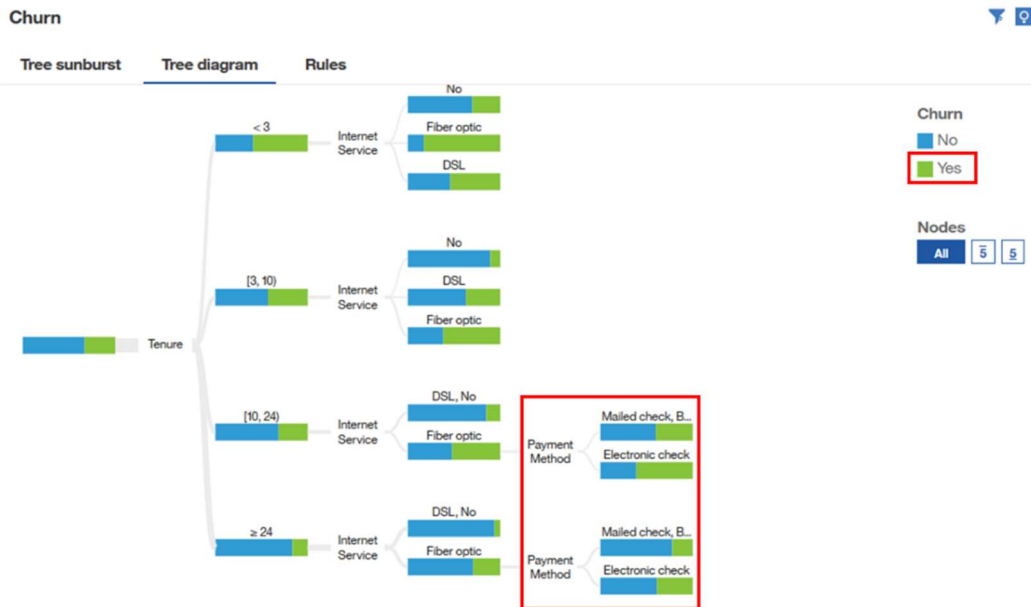 Churn
Tree sunburst Tree diagram Rules
Churn
No
Yes
Nodes
All 5 5
Tenure
< 3
Internet
Service
No
Fiber optic
DSL
[3, 10)
Internet
Service
No
DSL
Fiber optic
[10, 24)
Internet
Service
DSL, No
Fiber optic
Payment
Method
Mailed check, B...
Electronic check
≥ 24
Internet
Service
DSL, No
Fiber optic
Payment
Method
Mailed check, B...
Electronic check